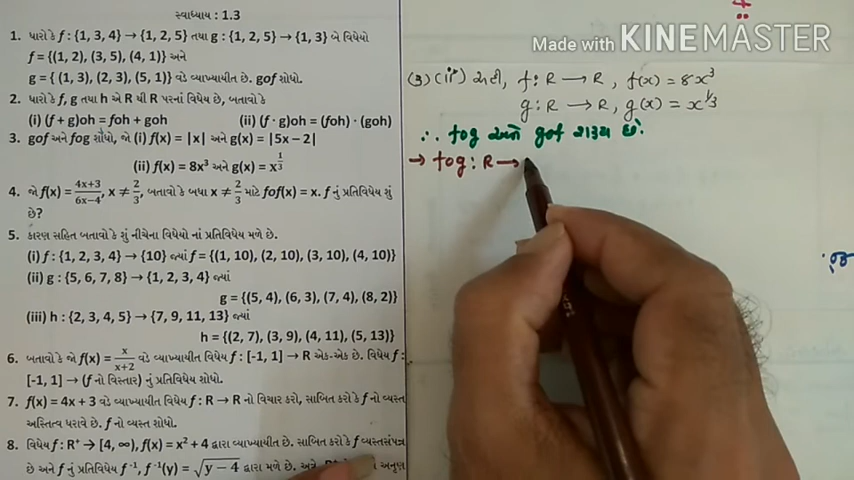 સ્વાધ્યાય : 1.3
1. ધારો કે f : {1, 3, 4} → {1, 2, 5} તથા g : {1, 2, 5} → {1, 3} બે વિધેયો
f = {(1, 2), (3, 5), (4, 1)} અને
g = { (1, 3), (2, 3), (5, 1)} વડે વ્યાખ્યાયીત છે. gof શોધો.
2. ધારો કે f, g તથા h એ R થી R પરનાં વિધેય છે, બતાવો કે
(i) (f + g)oh = foh + goh (ii) (f · g)oh = (foh) · (goh)
3. gof અને fog શોધો, જો (i) f(x) = |x| અને g(x) = |5x − 2|
(ii) f(x) = 8x³ અને g(x) = x^{1/3}
4. જો f(x) = (4x+3)/(6x−4), x ≠ 2/3, બતાવો કે બધા x ≠ 2/3 માટે fof(x) = x. f નું પ્રતિવિધેય શું
છે?
5. કારણ સહિત બતાવો કે શું નીચેના વિધેયો નાં પ્રતિવિધેય મળે છે.
(i) f : {1, 2, 3, 4} → {10} જ્યાં f = {(1, 10), (2, 10), (3, 10), (4, 10)}
(ii) g : {5, 6, 7, 8} → {1, 2, 3, 4} જ્યાં
g = {(5, 4), (6, 3), (7, 4), (8, 2)}
(iii) h : {2, 3, 4, 5} → {7, 9, 11, 13} જ્યાં
h = {(2, 7), (3, 9), (4, 11), (5, 13)}
6. બતાવો કે જો f(x) = x/(x+2) વડે વ્યાખ્યાયીત વિધેય f : [-1, 1] → R એક-એક છે. વિધેય f :
[-1, 1] → (f નો વિસ્તાર) નું પ્રતિવિધેય શોધો.
7. f(x) = 4x + 3 વડે વ્યાખ્યાયીત વિધેય f : R → R નો વિચાર કરો, સાબિત કરો કે f નો વ્યસ્ત
અસ્તિત્વ ધરાવે છે. f નો વ્યસ્ત શોધો.
8. વિધેય f : R⁺ → [4, ∞), f(x) = x² + 4 દ્વારા વ્યાખ્યાયીત છે. સાબિત કરો કે f વ્યસ્તસંપન્ન
છે અને f નું પ્રતિવિધેય f⁻¹, f⁻¹(y) = √(y − 4) દ્વારા મળે છે.
Made with KINEMASTER
(૩) (ii) અહીં, f : R → R, f(x) = 8x³
g : R → R, g(x) = x^{1/3}
∴ fog અને gof શક્ય છે.
→ fog : R →